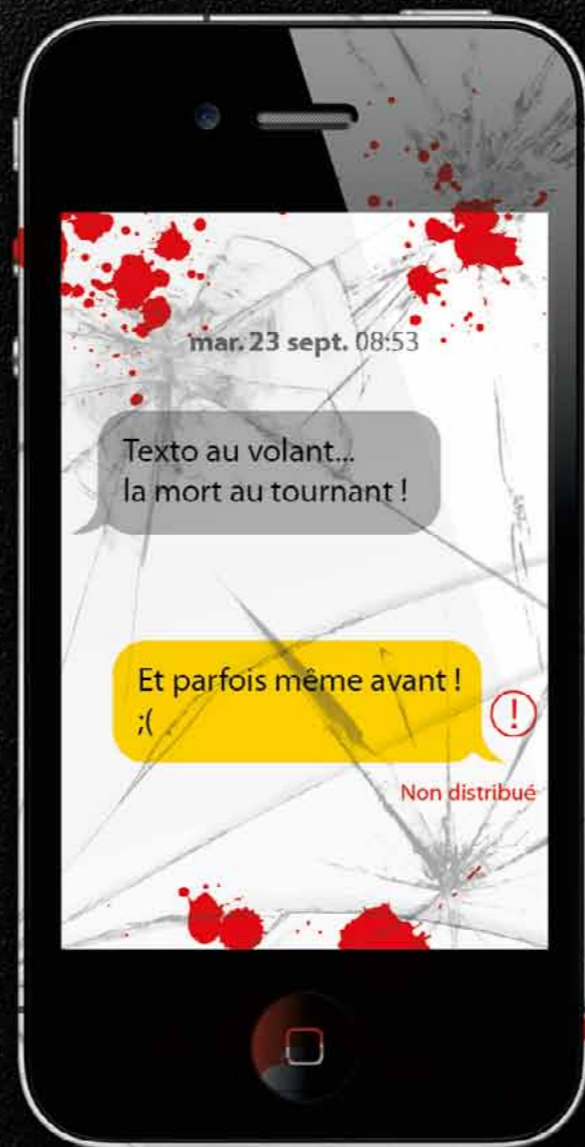 mar. 23 sept. 08:53
Texto au volant...
la mort au tournant !
Et parfois même avant !
;(
!
Non distribué